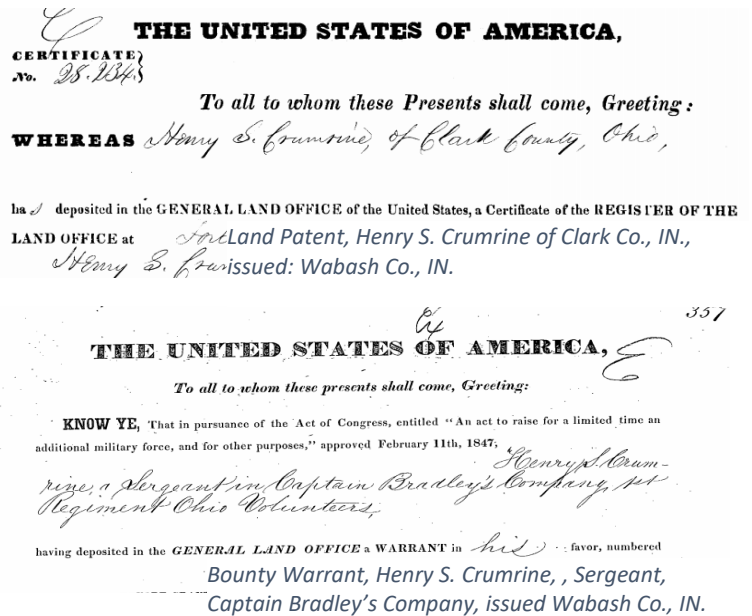 THE UNITED STATES OF AMERICA,
CERTIFICATE
No. 28.234.
To all to whom these Presents shall come, Greeting:
WHEREAS Henry S. Crumrine, of Clark County, Ohio,
has deposited in the GENERAL LAND OFFICE of the United States, a Certificate of the REGISTER OF THE
LAND OFFICE at Fort
Land Patent, Henry S. Crumrine of Clark Co., IN.,
Henry S. Crum
issued: Wabash Co., IN.
357
THE UNITED STATES OF AMERICA,
To all to whom these presents shall come, Greeting:
KNOW YE, That in pursuance of the Act of Congress, entitled "An act to raise for a limited time an
additional military force, and for other purposes," approved February 11th, 1847;
Henry S. Crum-
rine, a Sergeant in Captain Bradley's Company, 1st
Regiment Ohio Volunteers,
having deposited in the GENERAL LAND OFFICE a WARRANT in his favor, numbered
Bounty Warrant, Henry S. Crumrine, , Sergeant,
Captain Bradley's Company, issued Wabash Co., IN.